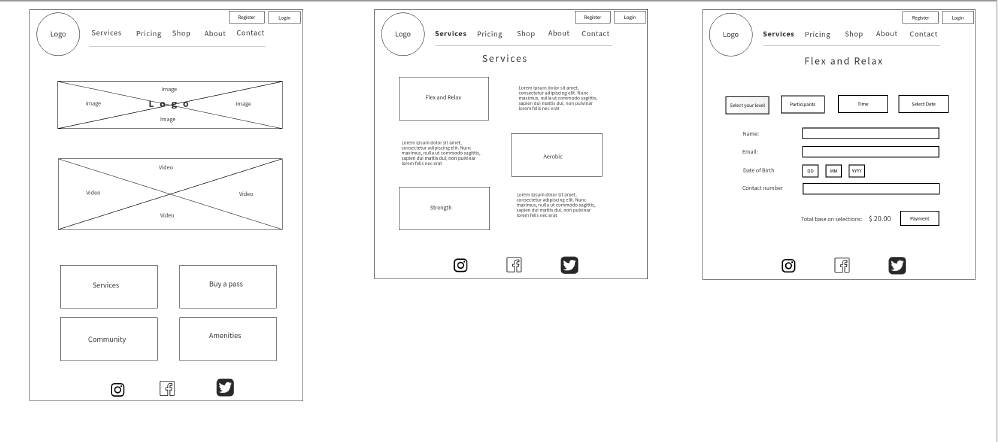 Register Login
Logo
Services Pricing Shop About Contact
Image
Image Logo Image
Image
Video
Video Video
Video
Services Buy a pass
Community Amenities
Register Login
Logo
Services Pricing Shop About Contact
Services
Flex and Relax
Lorem ipsum dolor sit amet,
consectetur adipiscing elit. Nunc
maximus, nulla ut commodo sagittis,
sapien dui mattis dui, non pulvinar
lorem felis nec erat
Lorem ipsum dolor sit amet,
consectetur adipiscing elit. Nunc
maximus, nulla ut commodo sagittis,
sapien dui mattis dui, non pulvinar
lorem felis nec erat
Aerobic
Strength
Lorem ipsum dolor sit amet,
consectetur adipiscing elit. Nunc
maximus, nulla ut commodo sagittis,
sapien dui mattis dui, non pulvinar
lorem felis nec erat
Register Login
Logo
Services Pricing Shop About Contact
Flex and Relax
Select your level Participants Time Select Date
Name:
Email:
Date of Birth DD MM YYYY
Contact number
Total base on selections: $ 20.00 Payment